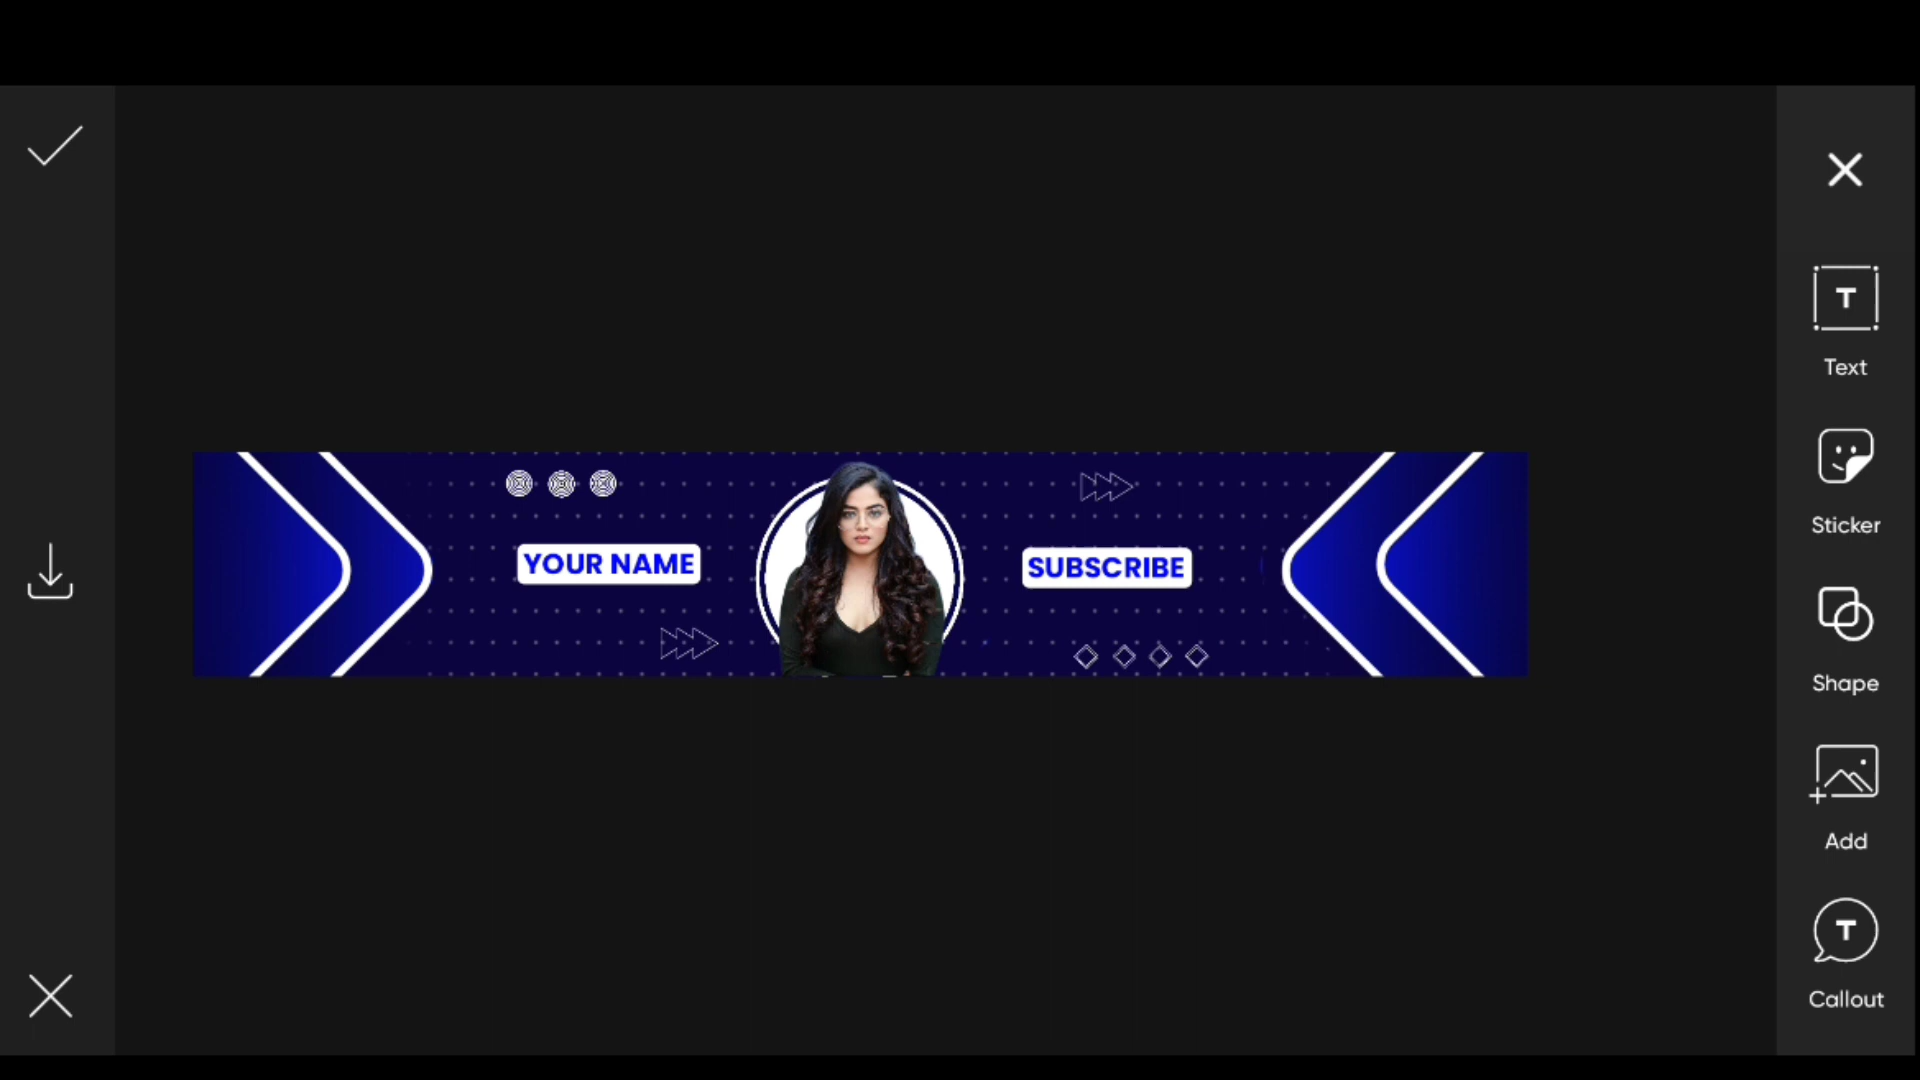 YOUR NAME
SUBSCRIBE
T
Text
Sticker
Shape
Add
T
Callout